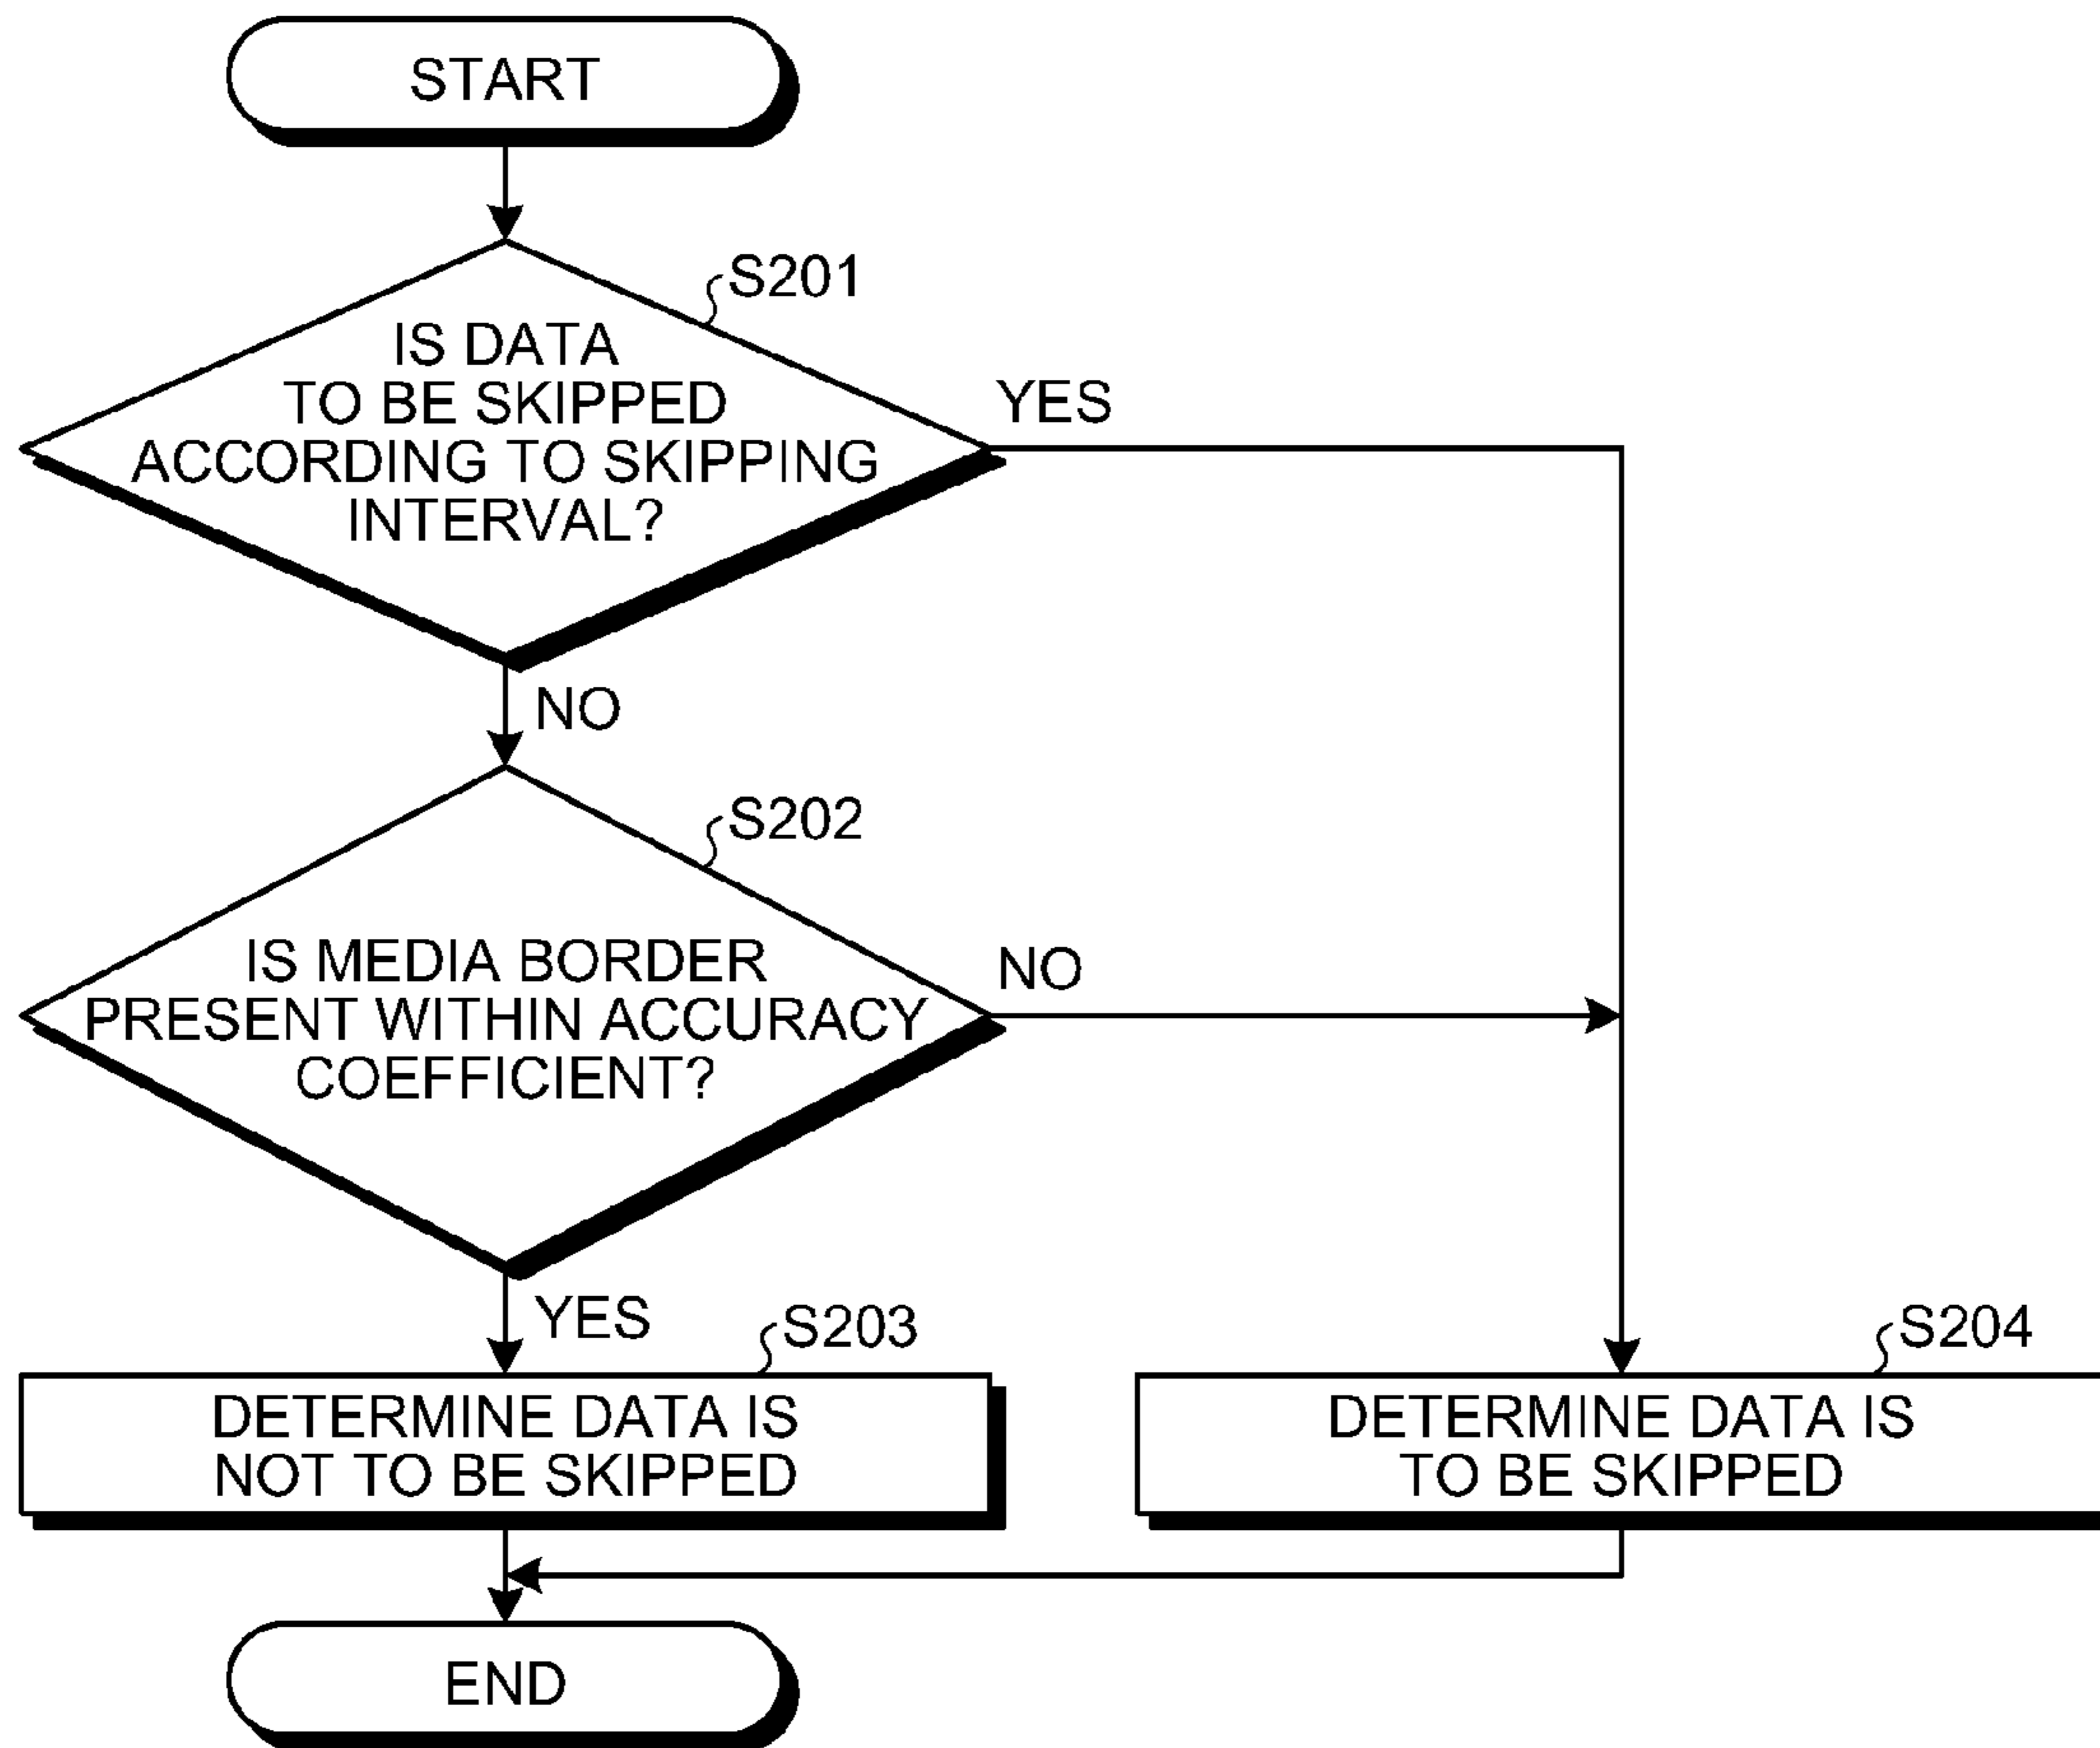 START
S201
IS DATA
TO BE SKIPPED
ACCORDING TO SKIPPING
INTERVAL?
YES
NO
S202
IS MEDIA BORDER
PRESENT WITHIN ACCURACY
COEFFICIENT?
NO
YES
S203
DETERMINE DATA IS
NOT TO BE SKIPPED
S204
DETERMINE DATA IS
TO BE SKIPPED
END